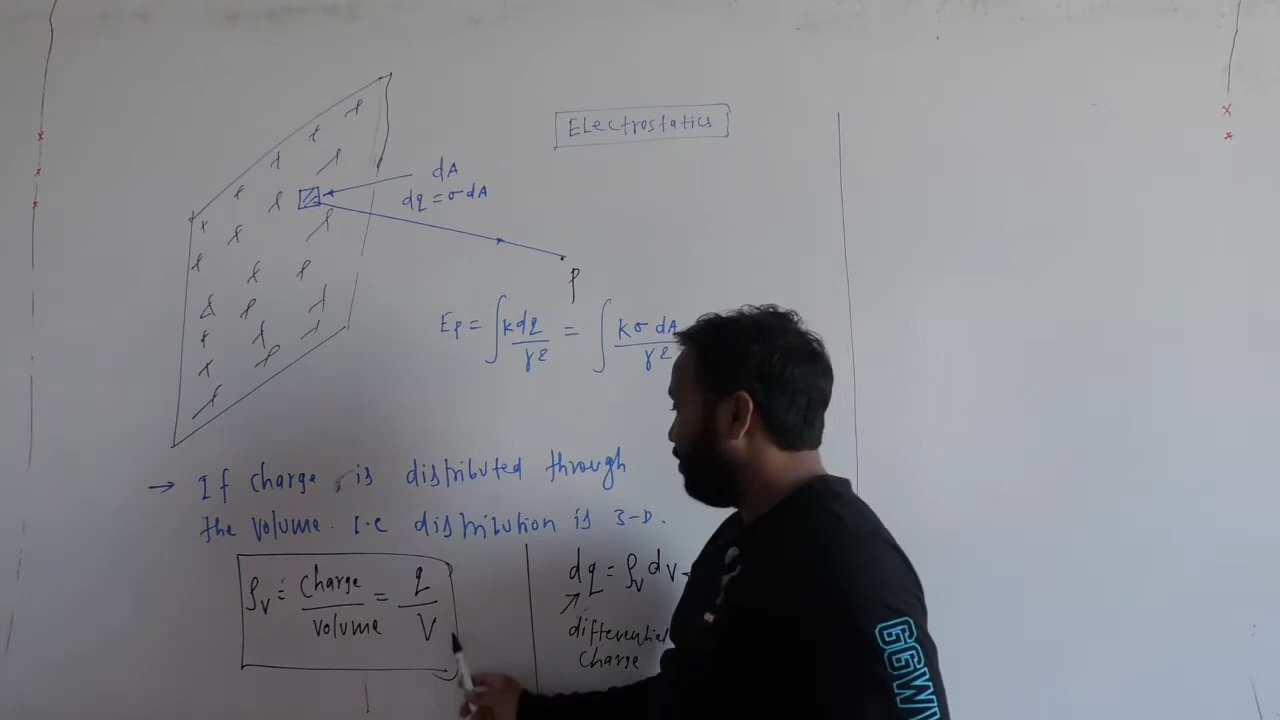 Electrostatics
dA
dq = σ dA
P
Ep = ∫ k dq / r² = ∫ k σ dA / r²
→ If charge is distributed through
the volume. i.e distribution is 3-D.
ρv = charge / volume = q / V
dq = ρv dv
differential
charge
GGWV